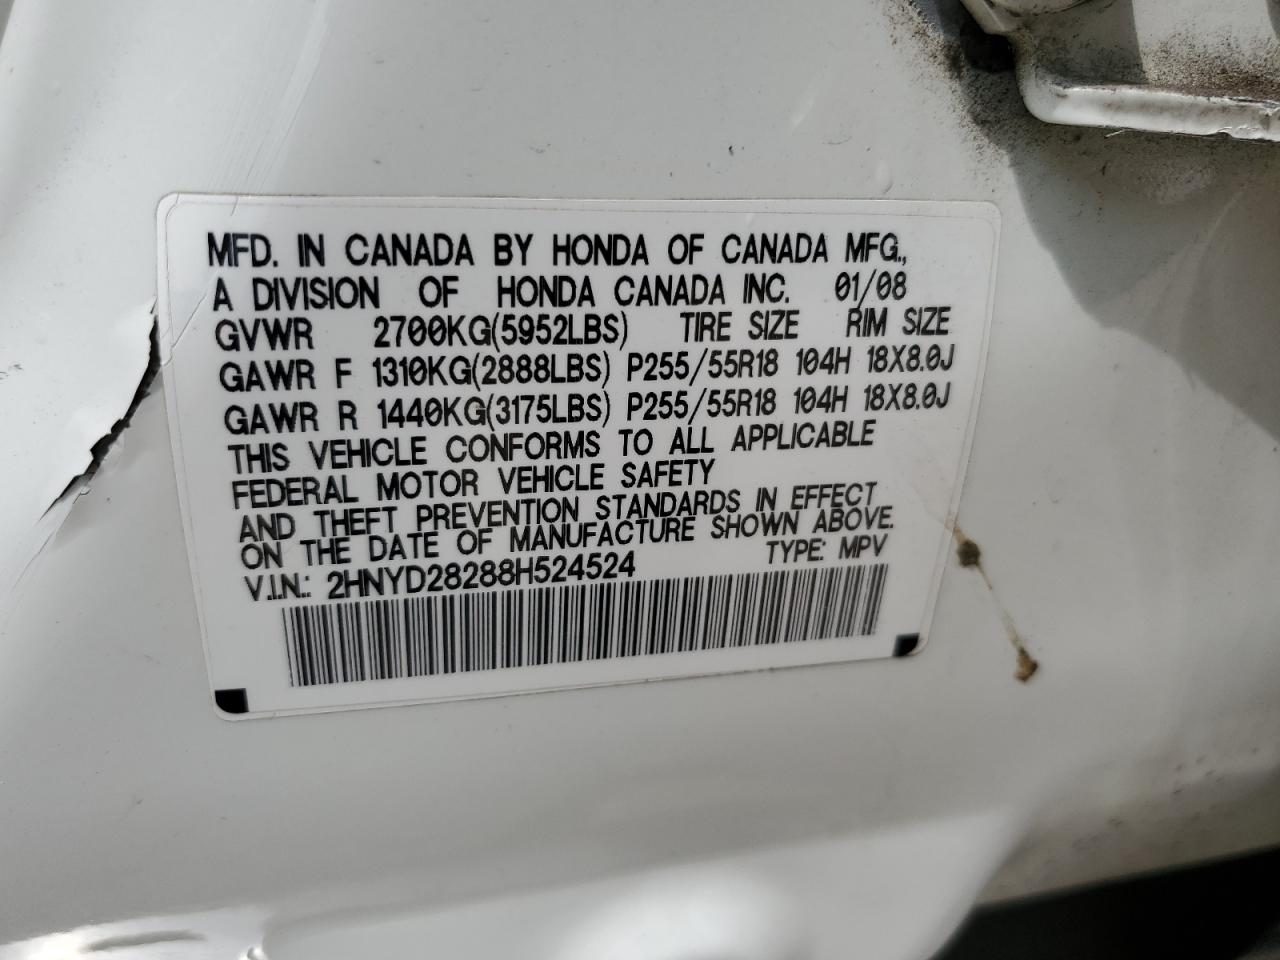 MFD. IN CANADA BY HONDA OF CANADA MFG.,
A DIVISION OF HONDA CANADA INC. 01/08
GVWR 2700KG(5952LBS) TIRE SIZE RIM SIZE
GAWR F 1310KG(2888LBS) P255/55R18 104H 18X8.0J
GAWR R 1440KG(3175LBS) P255/55R18 104H 18X8.0J
THIS VEHICLE CONFORMS TO ALL APPLICABLE
FEDERAL MOTOR VEHICLE SAFETY
AND THEFT PREVENTION STANDARDS IN EFFECT
ON THE DATE OF MANUFACTURE SHOWN ABOVE.
V.I.N.: 2HNYD28288H524524 TYPE: MPV